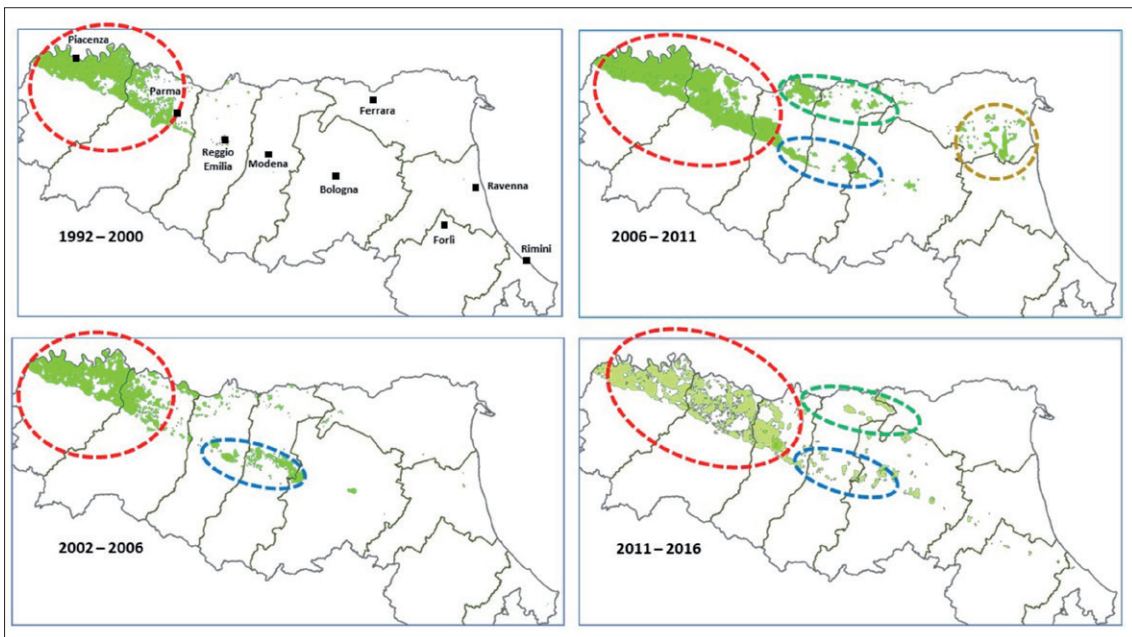 Piacenza
Parma
Ferrara
Reggio
Emilia
Modena
Bologna
Ravenna
Forlì
Rimini
1992 – 2000
2006 – 2011
2002 – 2006
2011 – 2016